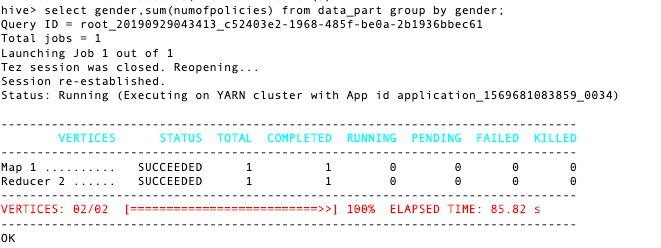 hive> select gender,sum(numofpolicies) from data_part group by gender;
Query ID = root_20190929043413_c52403e2-1968-485f-be0a-2b1936bbec61
Total jobs = 1
Launching Job 1 out of 1
Tez session was closed. Reopening...
Session re-established.
Status: Running (Executing on YARN cluster with App id application_1569681083859_0034)
--------------------------------------------------------------------------------
VERTICES STATUS TOTAL COMPLETED RUNNING PENDING FAILED KILLED
--------------------------------------------------------------------------------
Map 1 .......... SUCCEEDED 1 1 0 0 0 0
Reducer 2 ...... SUCCEEDED 1 1 0 0 0 0
--------------------------------------------------------------------------------
VERTICES: 02/02 [==========================>>] 100% ELAPSED TIME: 85.82 s
--------------------------------------------------------------------------------
OK